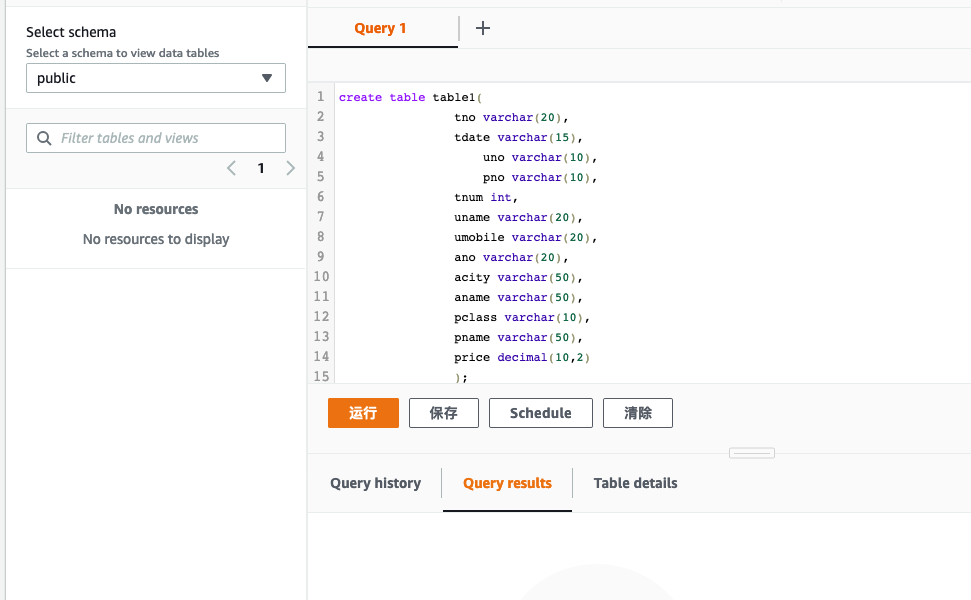 Select schema
Select a schema to view data tables
public
Filter tables and views
1
No resources
No resources to display
Query 1
1 create table table1(
2 tno varchar(20),
3 tdate varchar(15),
4 uno varchar(10),
5 pno varchar(10),
6 tnum int,
7 uname varchar(20),
8 umobile varchar(20),
9 ano varchar(20),
10 acity varchar(50),
11 aname varchar(50),
12 pclass varchar(10),
13 pname varchar(50),
14 price decimal(10,2)
15 );
运行 保存 Schedule 清除
Query history Query results Table details